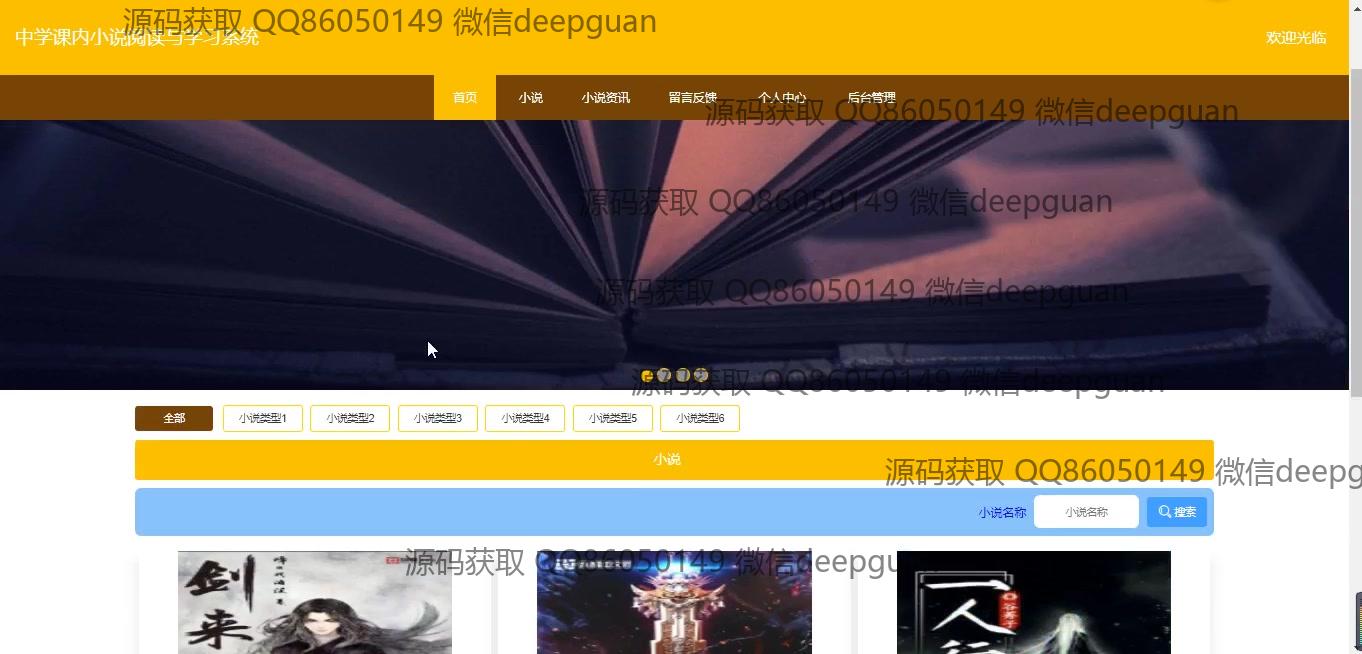 源码获取 QQ86050149 微信deepguan
中学课内小说阅读与学习系统
欢迎光临
首页 小说 小说资讯 留言反馈 个人中心 后台管理
源码获取 QQ86050149 微信deepguan
源码获取 QQ86050149 微信deepguan
源码获取 QQ86050149 微信deepguan
源码获取 QQ86050149 微信deepguan
全部 小说类型1 小说类型2 小说类型3 小说类型4 小说类型5 小说类型6
小说
源码获取 QQ86050149 微信deepg
小说名称 小说名称 搜索
源码获取 QQ86050149 微信deepgu
剑来
一人